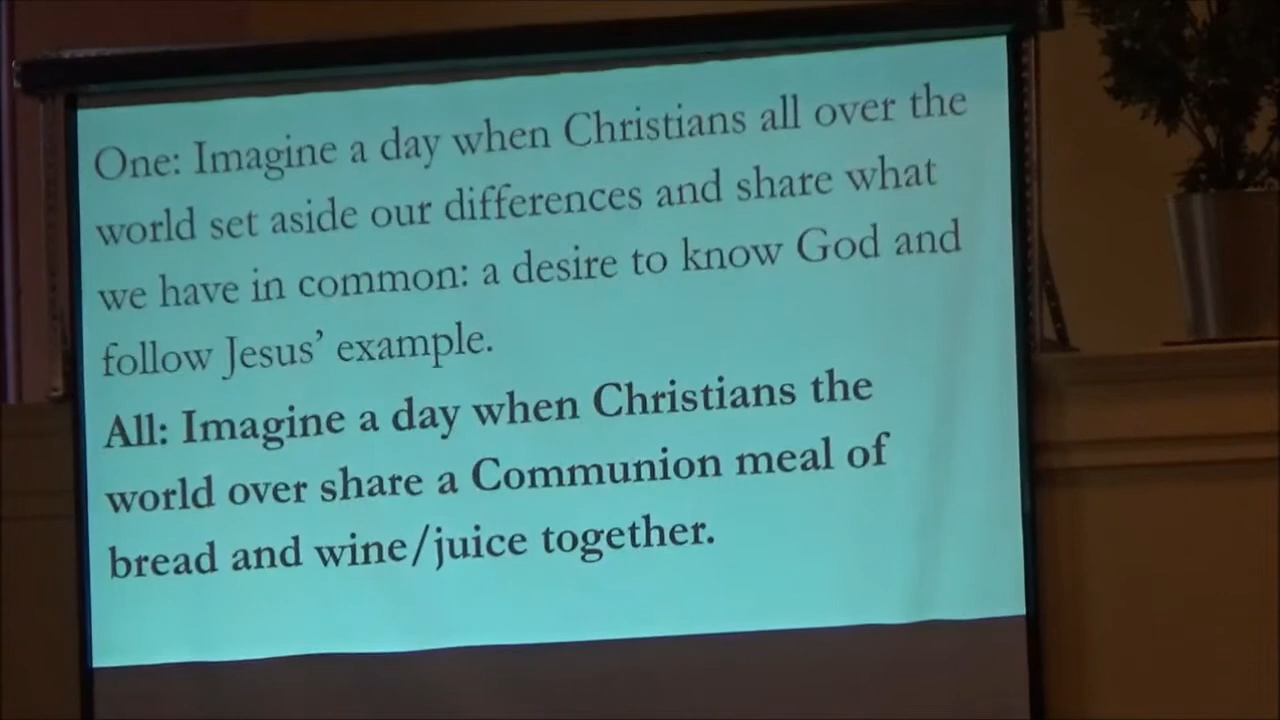 One: Imagine a day when Christians all over the
world set aside our differences and share what
we have in common: a desire to know God and
follow Jesus’ example.
All: Imagine a day when Christians the
world over share a Communion meal of
bread and wine/juice together.